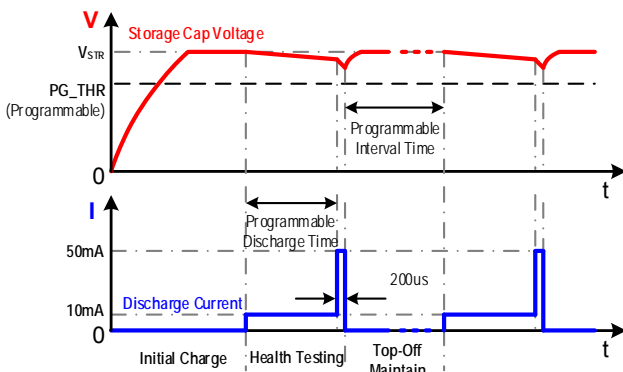 V
Storage Cap Voltage
VSTR
PG_THR
(Programmable)
Programmable
Interval Time
0
t
I
Programmable
Discharge Time
50mA
200us
Discharge Current
10mA
0
t
Initial Charge
Health Testing
Top-Off
Maintain